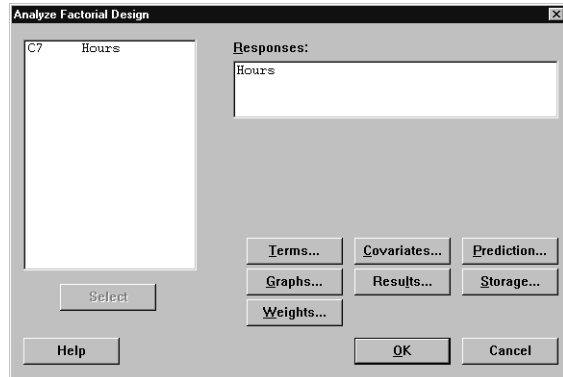 Analyze Factorial Design
C7 Hours
Responses:
Hours
Terms... Covariates... Prediction...
Graphs... Results... Storage...
Select
Weights...
Help OK Cancel